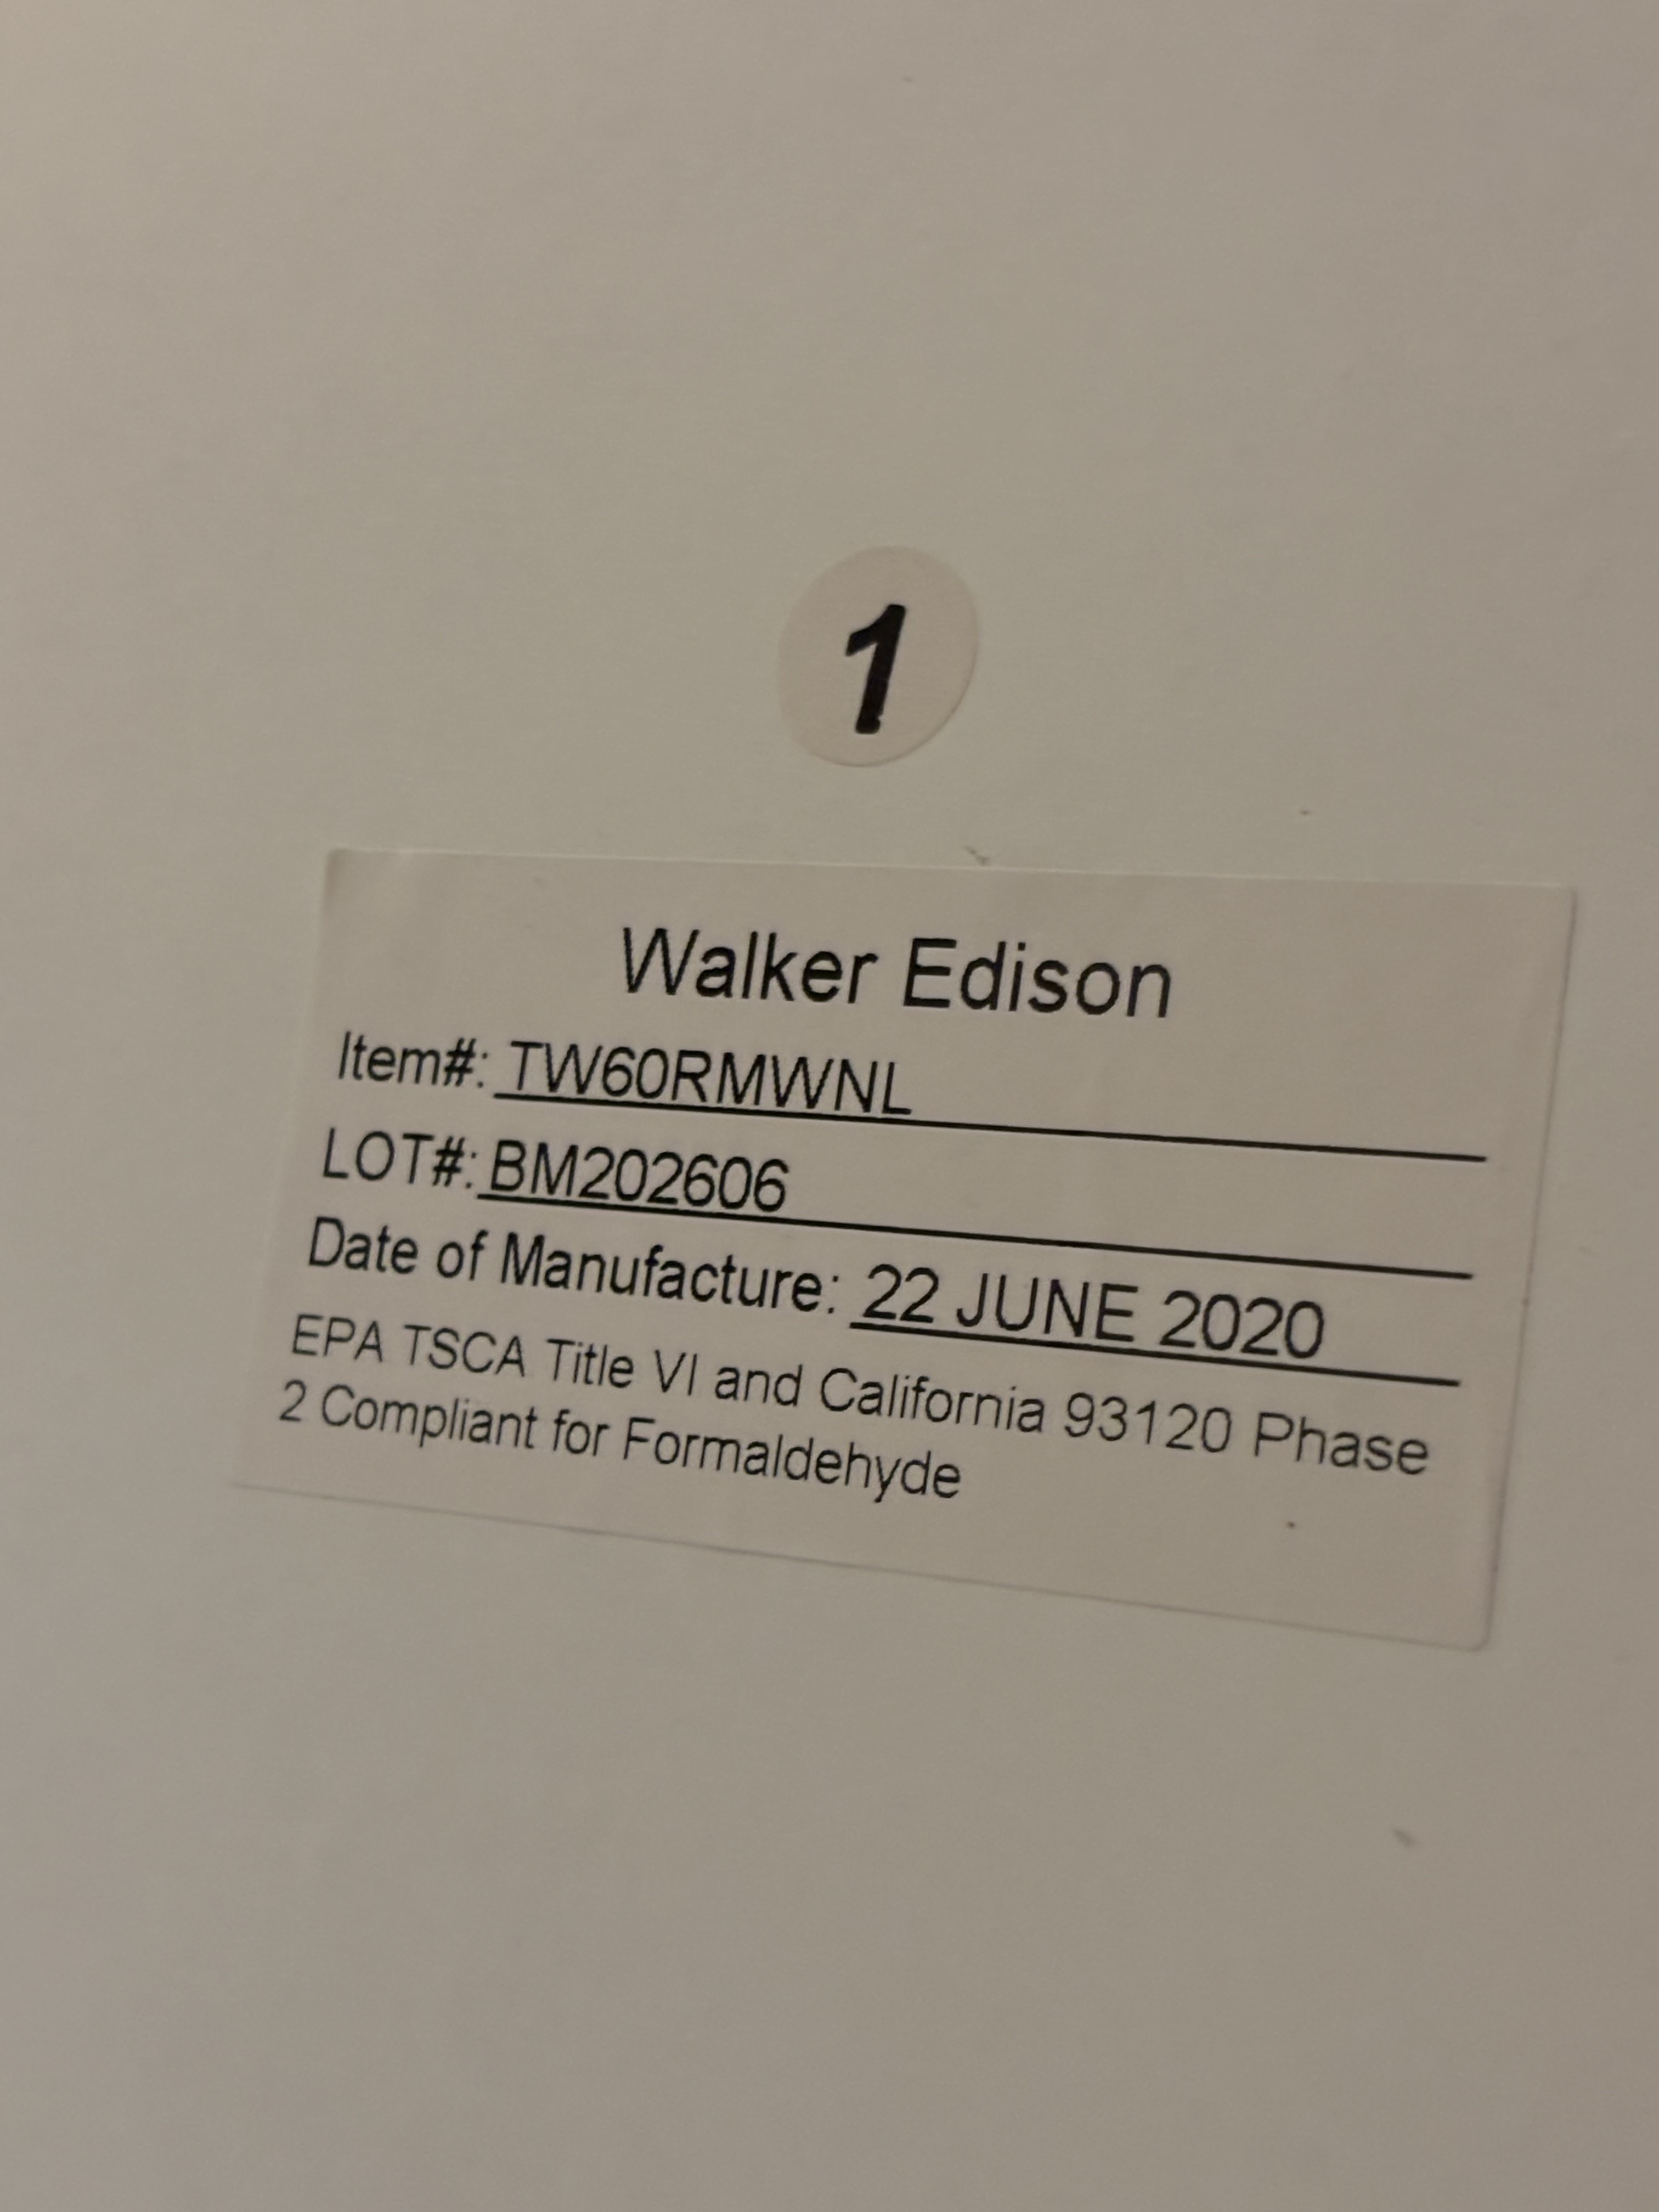 1
Walker Edison
Item#: TW60RMWNL
LOT#: BM202606
Date of Manufacture: 22 JUNE 2020
EPA TSCA Title VI and California 93120 Phase
2 Compliant for Formaldehyde